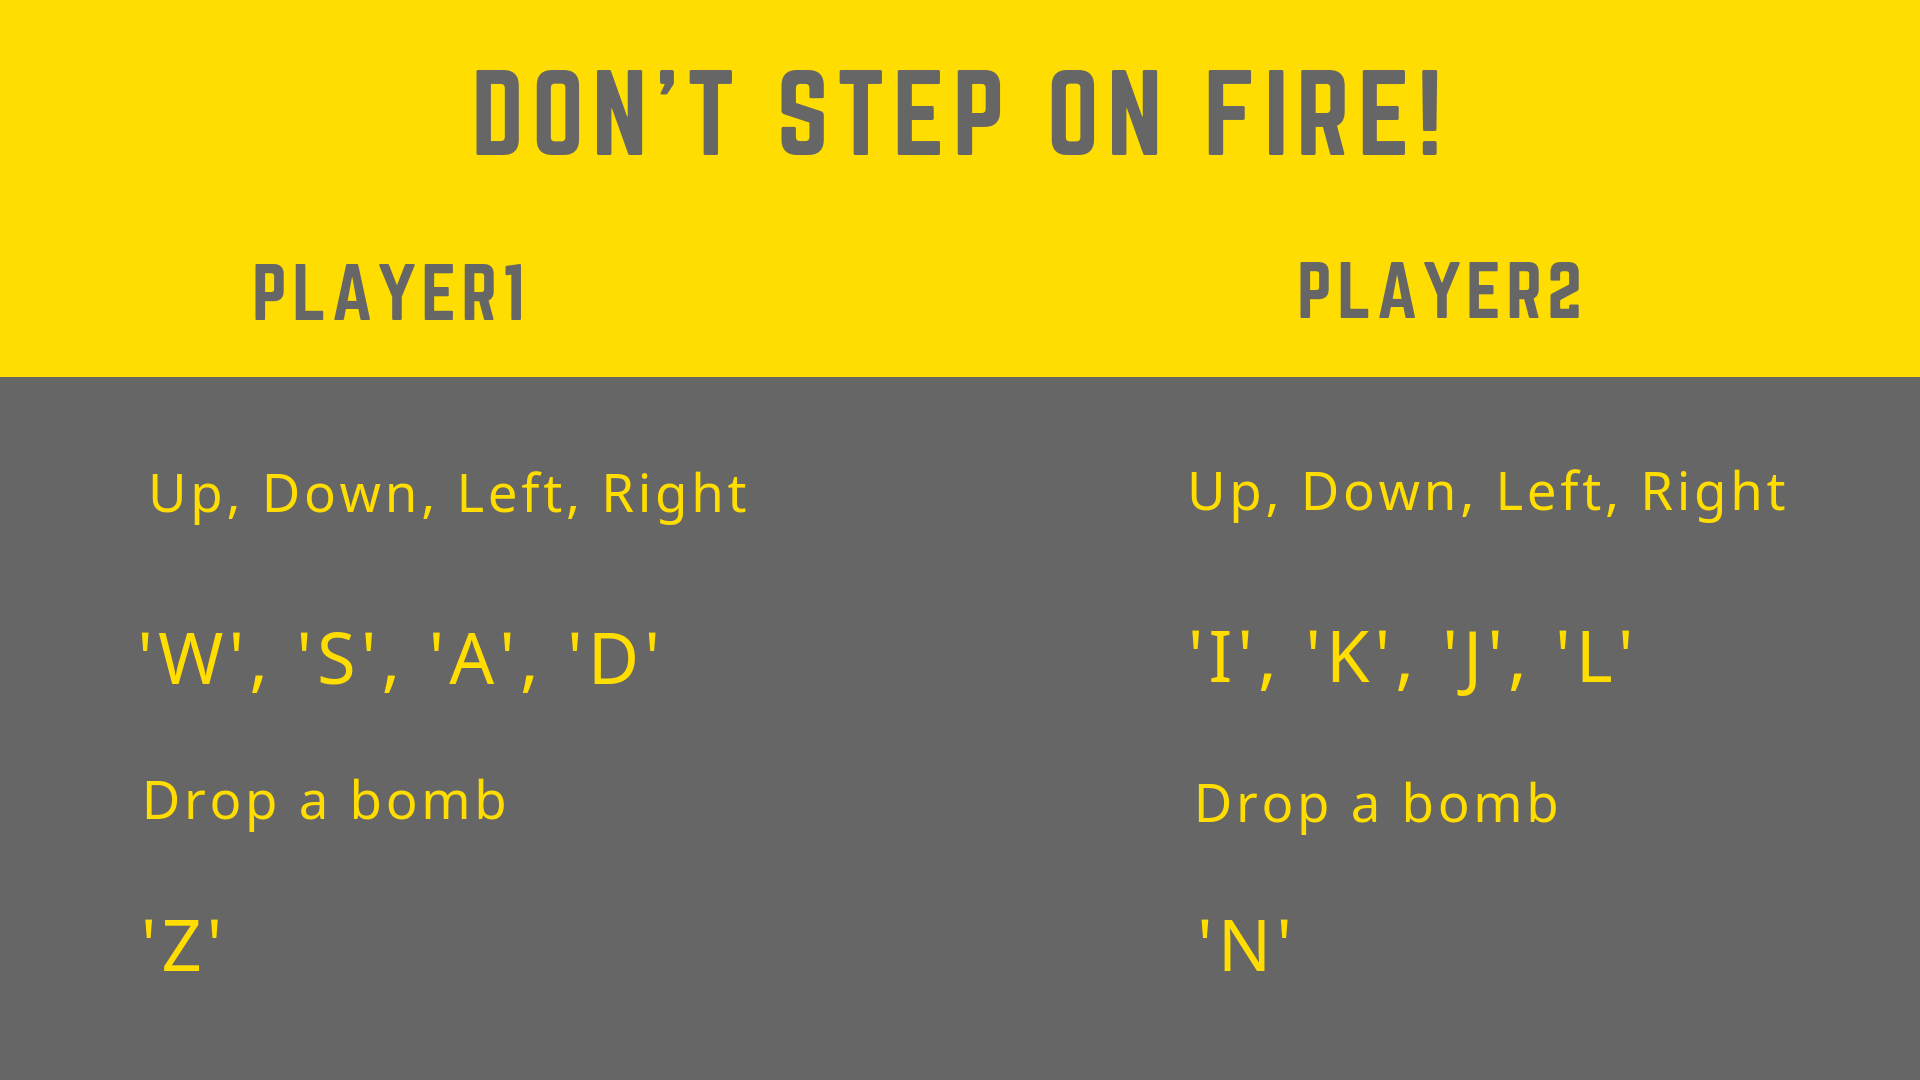 DON'T STEP ON FIRE!
PLAYER1
PLAYER2
Up, Down, Left, Right
'W', 'S', 'A', 'D'
Drop a bomb
'Z'
Up, Down, Left, Right
'I', 'K', 'J', 'L'
Drop a bomb
'N'